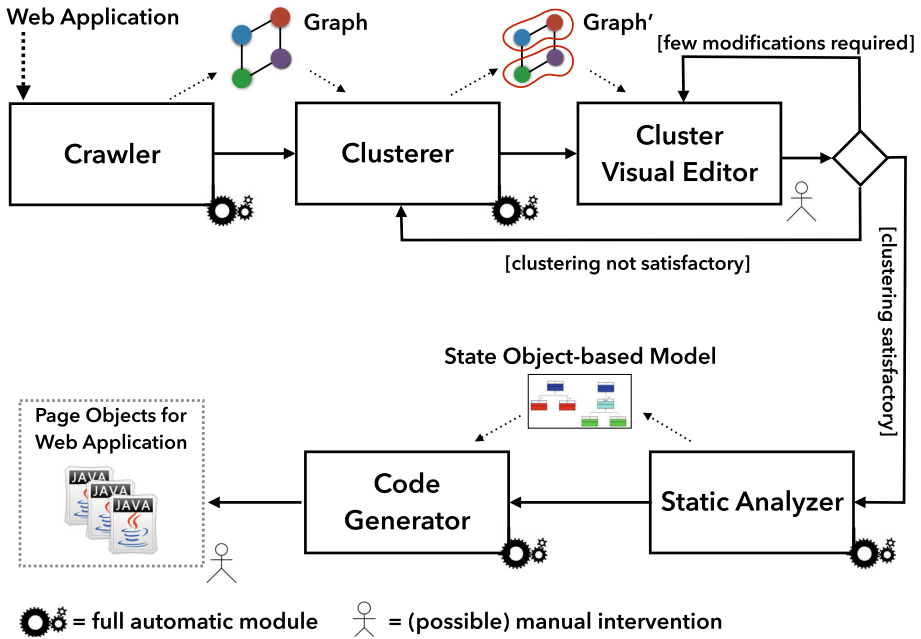 Web Application
Graph
Graph’
[few modifications required]
Crawler
Clusterer
Cluster
Visual Editor
[clustering not satisfactory]
[clustering satisfactory]
State Object-based Model
Page Objects for
Web Application
JAVA
JAVA
JAVA
Code
Generator
Static Analyzer
= full automatic module
= (possible) manual intervention